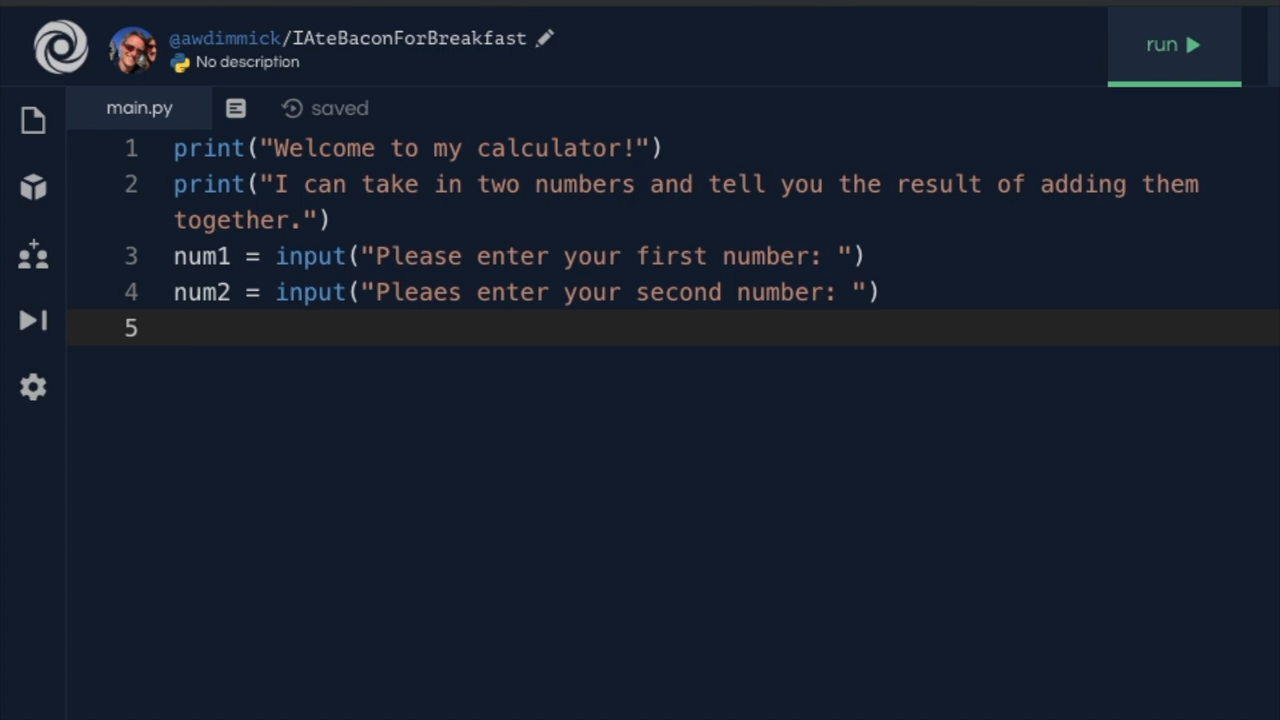 @awdimmick/IAteBaconForBreakfast
No description
run
main.py
saved
1 print("Welcome to my calculator!")
2 print("I can take in two numbers and tell you the result of adding them
together.")
3 num1 = input("Please enter your first number: ")
4 num2 = input("Pleaes enter your second number: ")
5